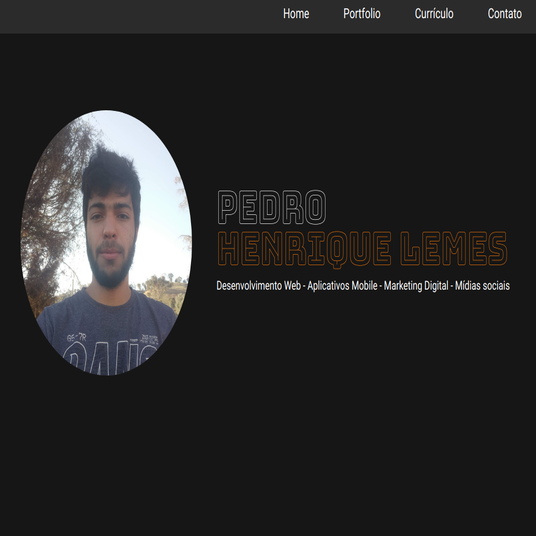 Home Portfolio Currículo Contato
PEDRO
HENRIQUE LEMES
Desenvolvimento Web - Aplicativos Mobile - Marketing Digital - Mídias sociais